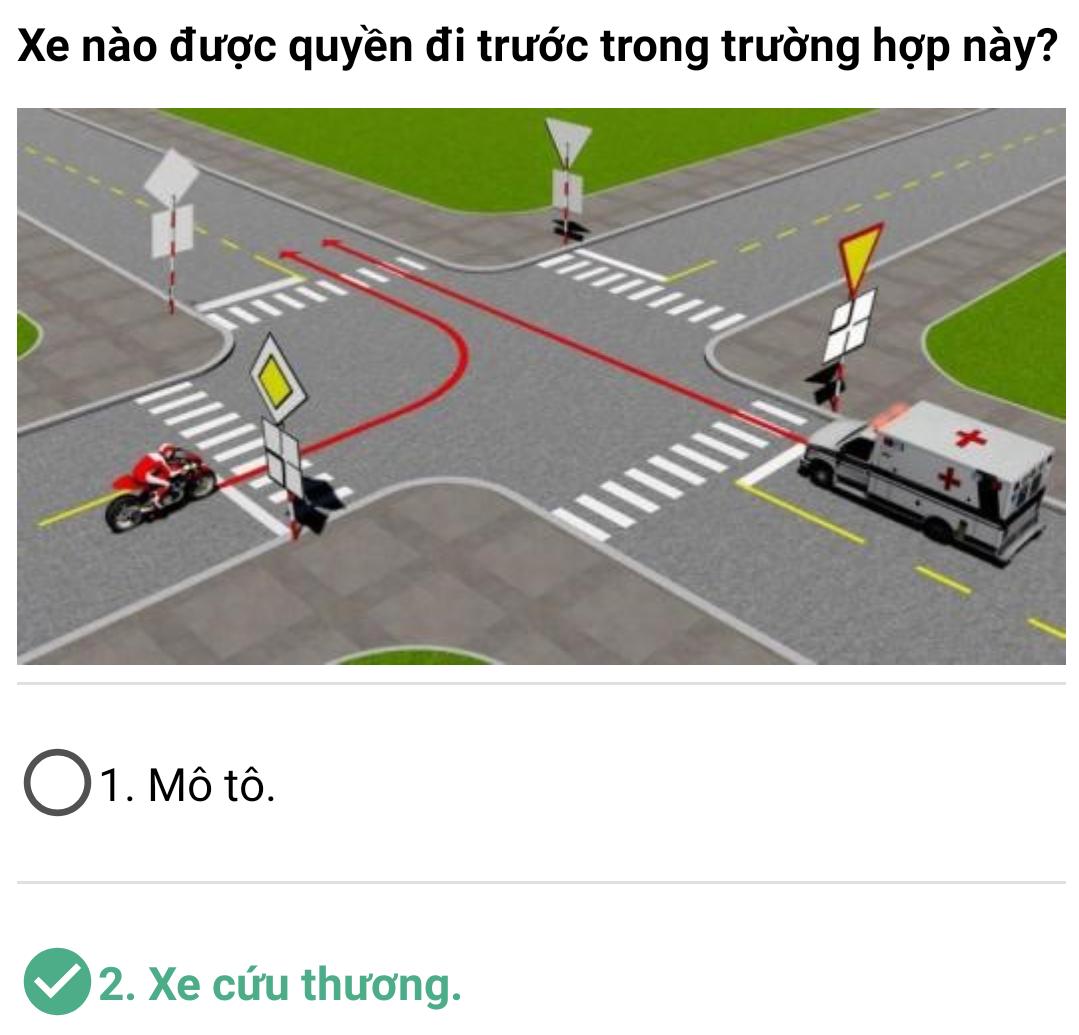 Xe nào được quyền đi trước trong trường hợp này?
1. Mô tô.
2. Xe cứu thương.